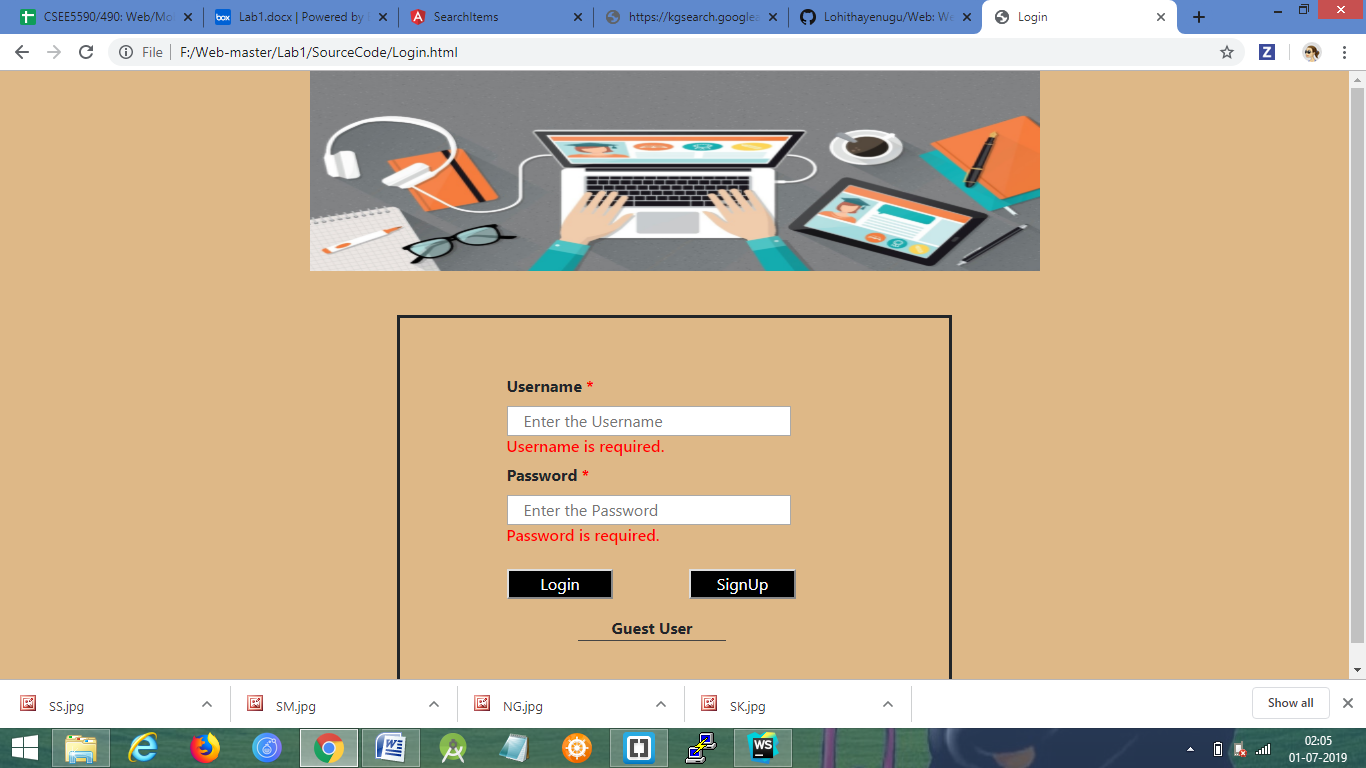 CSEE5590/490: Web/Mo
Lab1.docx | Powered by
SearchItems
https://kgsearch.google
Lohithayenugu/Web: We
Login
File
F:/Web-master/Lab1/SourceCode/Login.html
Username *
Enter the Username
Username is required.
Password *
Enter the Password
Password is required.
Login
SignUp
Guest User
SS.jpg
SM.jpg
NG.jpg
SK.jpg
Show all
WS
02:05
01-07-2019